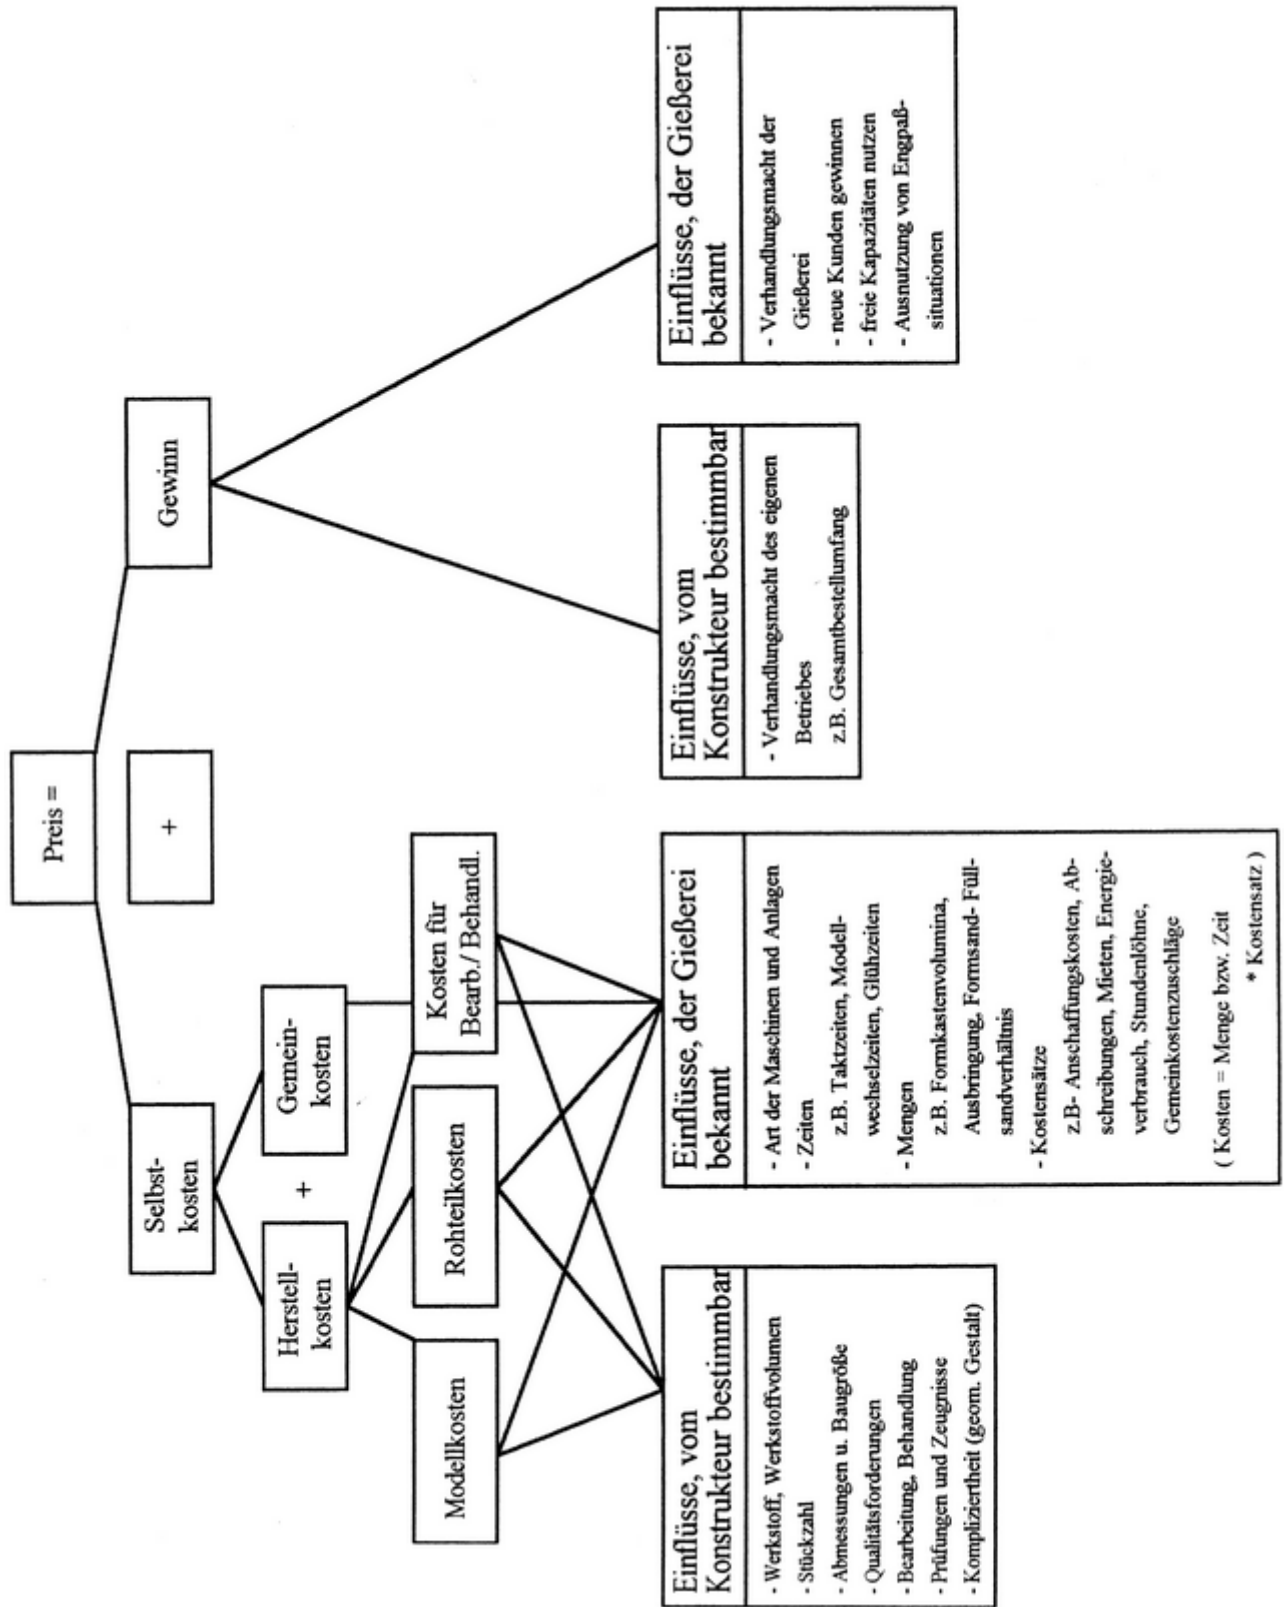 Preis =
Selbst-
kosten
+
Gewinn
Herstell-
kosten
+
Gemein-
kosten
Modellkosten
Rohteilkosten
Kosten für
Bearb./ Behandl.
Einflüsse, vom
Konstrukteur bestimmbar
- Werkstoff, Werkstoffvolumen
- Stückzahl
- Abmessungen u. Baugröße
- Qualitätsforderungen
- Bearbeitung, Behandlung
- Prüfungen und Zeugnisse
- Kompliziertheit (geom. Gestalt)
Einflüsse, der Gießerei
bekannt
- Art der Maschinen und Anlagen
- Zeiten
z.B. Taktzeiten, Modell-
wechselzeiten, Glühzeiten
- Mengen
z.B. Formkastenvolumina,
Ausbringung, Formsand- Füll-
sandverhältnis
- Kostensätze
z.B- Anschaffungskosten, Ab-
schreibungen, Mieten, Energie-
verbrauch, Stundenlöhne,
Gemeinkostenzuschläge
( Kosten = Menge bzw. Zeit
* Kostensatz )
Einflüsse, vom
Konstrukteur bestimmbar
- Verhandlungsmacht des eigenen
Betriebes
z.B. Gesamtbestellumfang
Einflüsse, der Gießerei
bekannt
- Verhandlungsmacht der
Gießerei
- neue Kunden gewinnen
- freie Kapazitäten nutzen
- Ausnutzung von Engpaß-
situationen